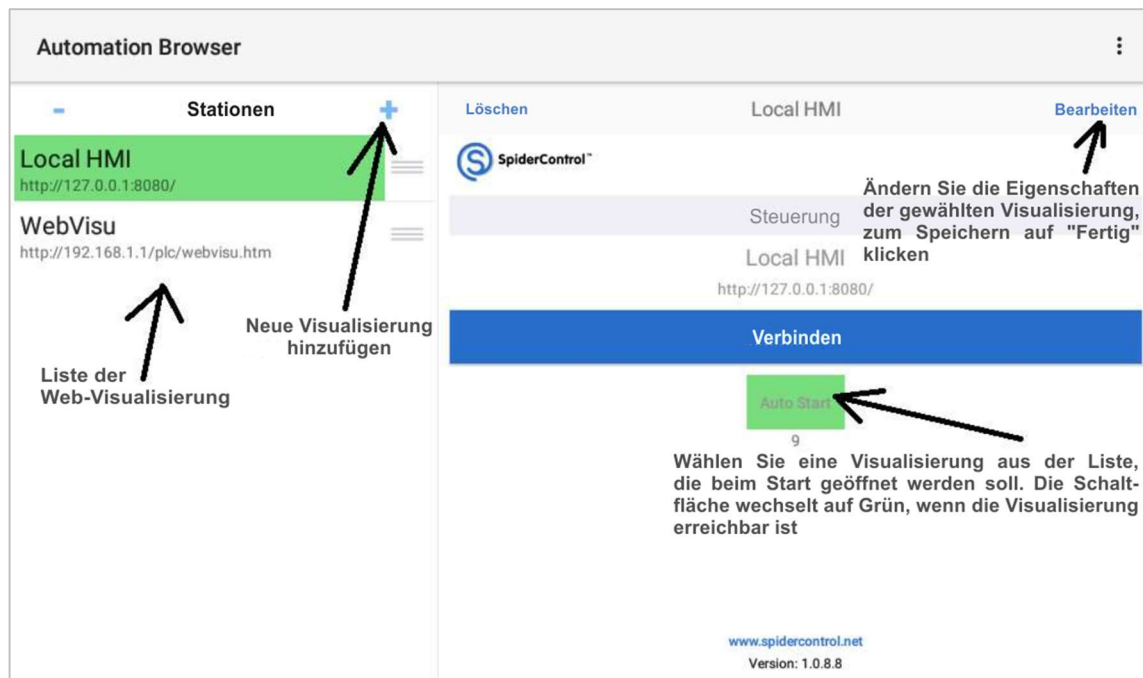 Automation Browser
- Stationen +
Löschen
Local HMI
Bearbeiten
Local HMI
http://127.0.0.1:8080/
WebVisu
http://192.168.1.1/plc/webvisu.htm
Neue Visualisierung
hinzufügen
Liste der
Web-Visualisierung
SpiderControl™
Ändern Sie die Eigenschaften
der gewählten Visualisierung,
zum Speichern auf "Fertig"
klicken
Steuerung
Local HMI
http://127.0.0.1:8080/
Verbinden
Auto Start
9
Wählen Sie eine Visualisierung aus der Liste,
die beim Start geöffnet werden soll. Die Schalt-
fläche wechselt auf Grün, wenn die Visualisierung
erreichbar ist
www.spidercontrol.net
Version: 1.0.8.8